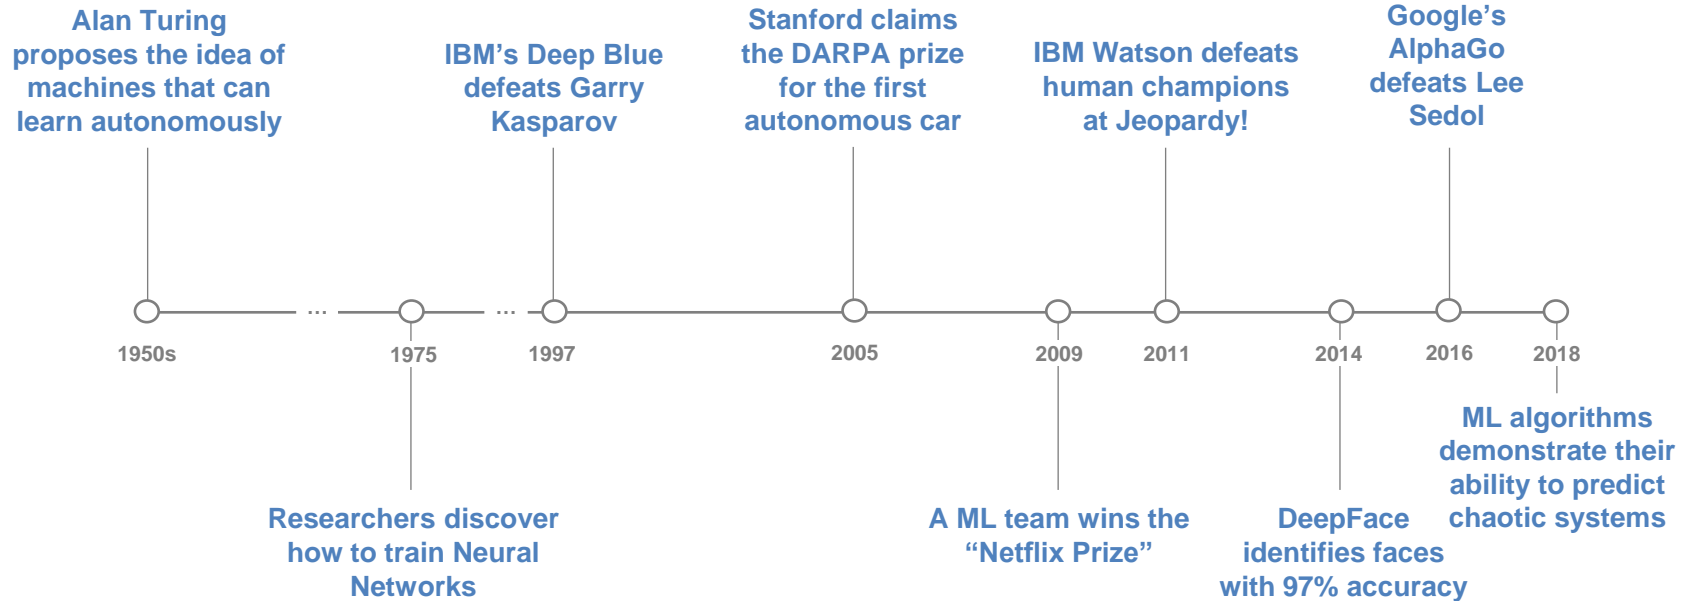 Alan Turing
proposes the idea of
machines that can
learn autonomously
IBM’s Deep Blue
defeats Garry
Kasparov
Stanford claims
the DARPA prize
for the first
autonomous car
IBM Watson defeats
human champions
at Jeopardy!
Google’s
AlphaGo
defeats Lee
Sedol
... ...
1950s 1975 1997 2005 2009 2011 2014 2016 2018
Researchers discover
how to train Neural
Networks
A ML team wins the
“Netflix Prize”
DeepFace
identifies faces
with 97% accuracy
ML algorithms
demonstrate their
ability to predict
chaotic systems